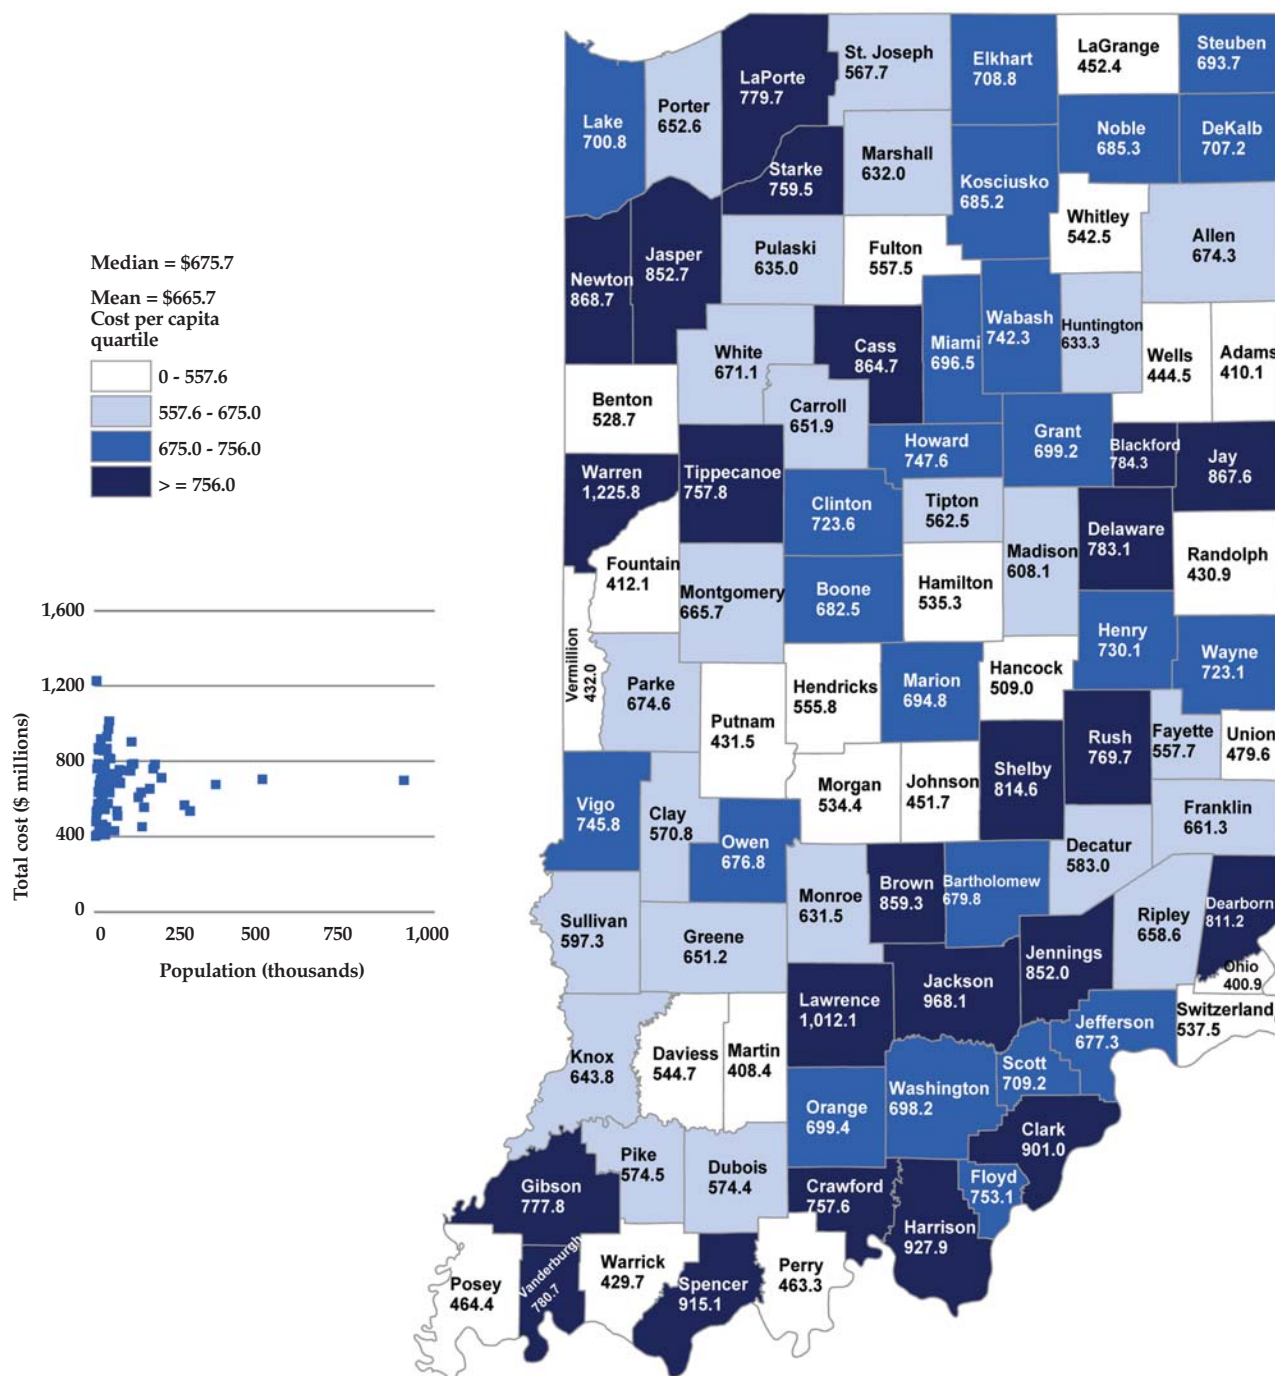 Median = $675.7
Mean = $665.7
Cost per capita
quartile
0 - 557.6
557.6 - 675.0
675.0 - 756.0
> = 756.0
Total cost ($ millions)
1,600
1,200
800
400
0
0 250 500 750 1,000
Population (thousands)
Lake
700.8
Porter
652.6
LaPorte
779.7
St. Joseph
567.7
Elkhart
708.8
LaGrange
452.4
Steuben
693.7
Starke
759.5
Marshall
632.0
Kosciusko
685.2
Noble
685.3
DeKalb
707.2
Newton
868.7
Jasper
852.7
Pulaski
635.0
Fulton
557.5
Whitley
542.5
Allen
674.3
White
671.1
Cass
864.7
Miami
696.5
Wabash
742.3
Huntington
633.3
Wells
444.5
Adams
410.1
Benton
528.7
Carroll
651.9
Howard
747.6
Grant
699.2
Blackford
784.3
Jay
867.6
Warren
1,225.8
Tippecanoe
757.8
Clinton
723.6
Tipton
562.5
Madison
608.1
Delaware
783.1
Randolph
430.9
Fountain
412.1
Montgomery
665.7
Boone
682.5
Hamilton
535.3
Henry
730.1
Wayne
723.1
Vermillion
432.0
Parke
674.6
Putnam
431.5
Hendricks
555.8
Marion
694.8
Hancock
509.0
Rush
769.7
Fayette
557.7
Union
479.6
Vigo
745.8
Clay
570.8
Owen
676.8
Morgan
534.4
Johnson
451.7
Shelby
814.6
Decatur
583.0
Franklin
661.3
Sullivan
597.3
Greene
651.2
Monroe
631.5
Brown
859.3
Bartholomew
679.8
Jennings
852.0
Ripley
658.6
Dearborn
811.2
Ohio
400.9
Knox
643.8
Daviess
544.7
Martin
408.4
Lawrence
1,012.1
Jackson
968.1
Jefferson
677.3
Switzerland
537.5
Orange
699.4
Washington
698.2
Scott
709.2
Clark
901.0
Gibson
777.8
Pike
574.5
Dubois
574.4
Crawford
757.6
Harrison
927.9
Floyd
753.1
Posey
464.4
Vanderburgh
780.7
Warrick
429.7
Spencer
915.1
Perry
463.3